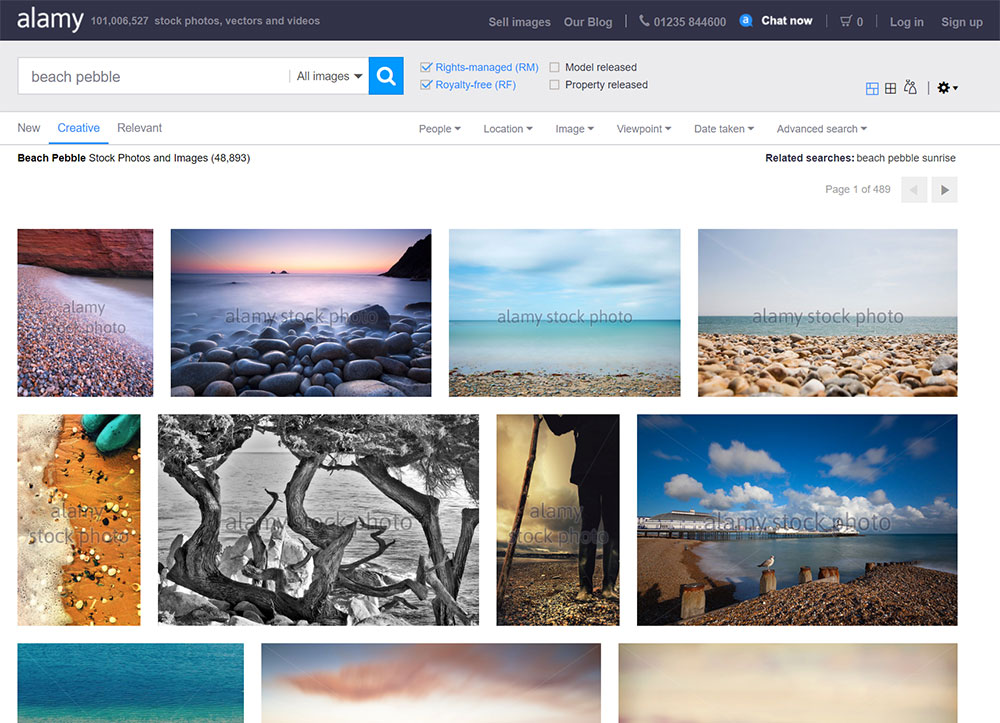 alamy 101,006,527 stock photos, vectors and videos
Sell images Our Blog 01235 844600 a Chat now 0 Log in Sign up
beach pebble All images
Rights-managed (RM) Model released
Royalty-free (RF) Property released
New Creative Relevant People Location Image Viewpoint Date taken Advanced search
Beach Pebble Stock Photos and Images (48,893) Related searches: beach pebble sunrise
Page 1 of 489
alamy
stock photo
alamy stock photo
alamy stock photo
alamy stock photo
alamy
stock photo
alamy stock photo
alamy
stock photo
alamy stock photo